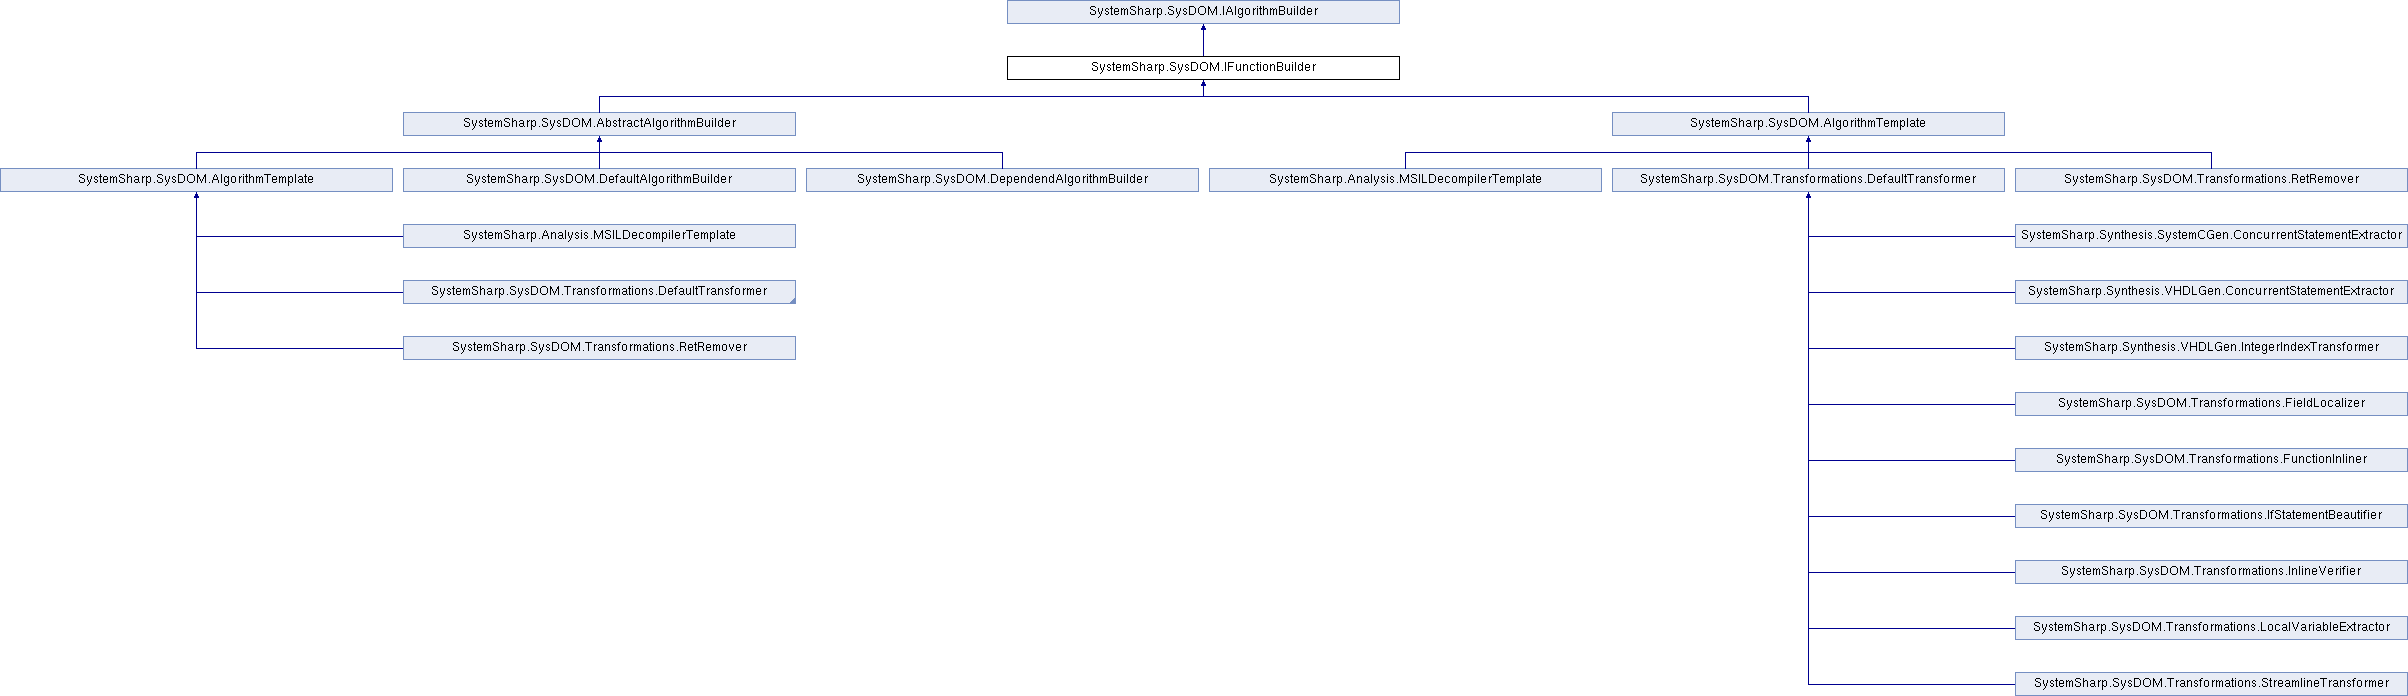 SystemSharp.SysDOM.IAlgorithmBuilder
SystemSharp.SysDOM.IFunctionBuilder
SystemSharp.SysDOM.AbstractAlgorithmBuilder
SystemSharp.SysDOM.AlgorithmTemplate
SystemSharp.SysDOM.AlgorithmTemplate
SystemSharp.SysDOM.DefaultAlgorithmBuilder
SystemSharp.SysDOM.DependendAlgorithmBuilder
SystemSharp.Analysis.MSILDecompilerTemplate
SystemSharp.SysDOM.Transformations.DefaultTransformer
SystemSharp.SysDOM.Transformations.RetRemover
SystemSharp.Analysis.MSILDecompilerTemplate
SystemSharp.Synthesis.SystemCGen.ConcurrentStatementExtractor
SystemSharp.SysDOM.Transformations.DefaultTransformer
SystemSharp.Synthesis.VHDLGen.ConcurrentStatementExtractor
SystemSharp.SysDOM.Transformations.RetRemover
SystemSharp.Synthesis.VHDLGen.IntegerIndexTransformer
SystemSharp.SysDOM.Transformations.FieldLocalizer
SystemSharp.SysDOM.Transformations.FunctionInliner
SystemSharp.SysDOM.Transformations.IfStatementBeautifier
SystemSharp.SysDOM.Transformations.InlineVerifier
SystemSharp.SysDOM.Transformations.LocalVariableExtractor
SystemSharp.SysDOM.Transformations.StreamlineTransformer